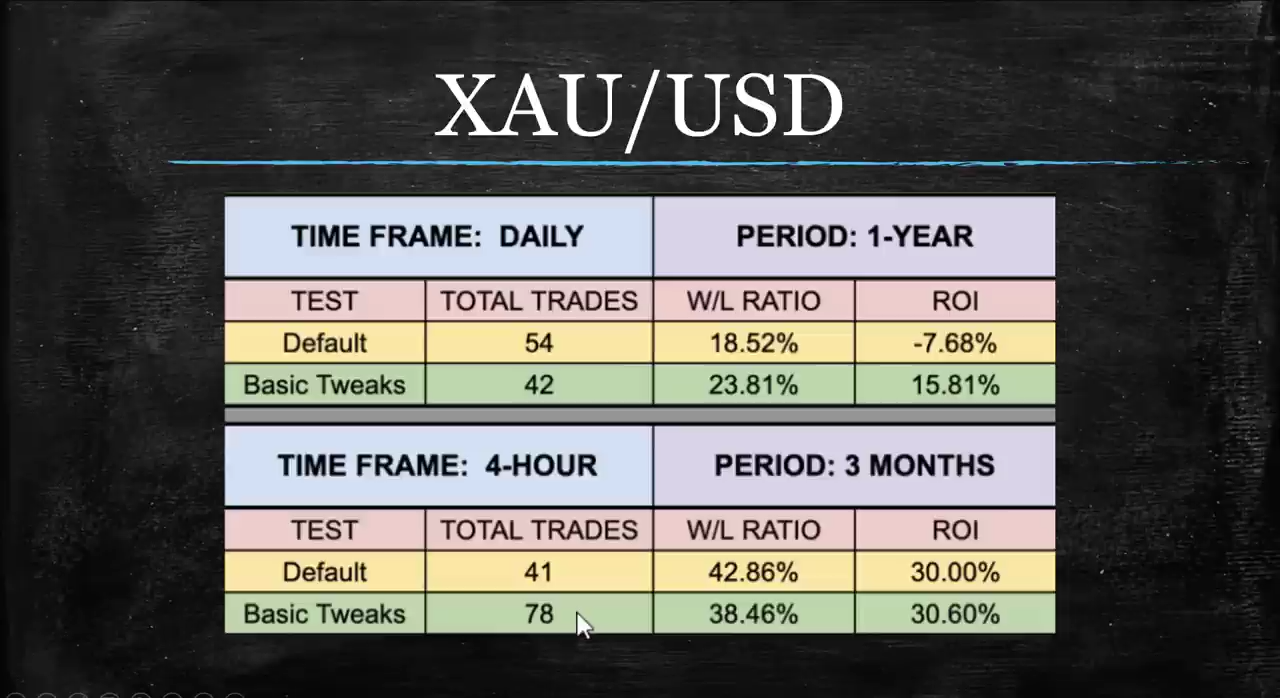 XAU/USD
TIME FRAME: DAILY PERIOD: 1-YEAR
TEST TOTAL TRADES W/L RATIO ROI
Default 54 18.52% -7.68%
Basic Tweaks 42 23.81% 15.81%
TIME FRAME: 4-HOUR PERIOD: 3 MONTHS
TEST TOTAL TRADES W/L RATIO ROI
Default 41 42.86% 30.00%
Basic Tweaks 78 38.46% 30.60%